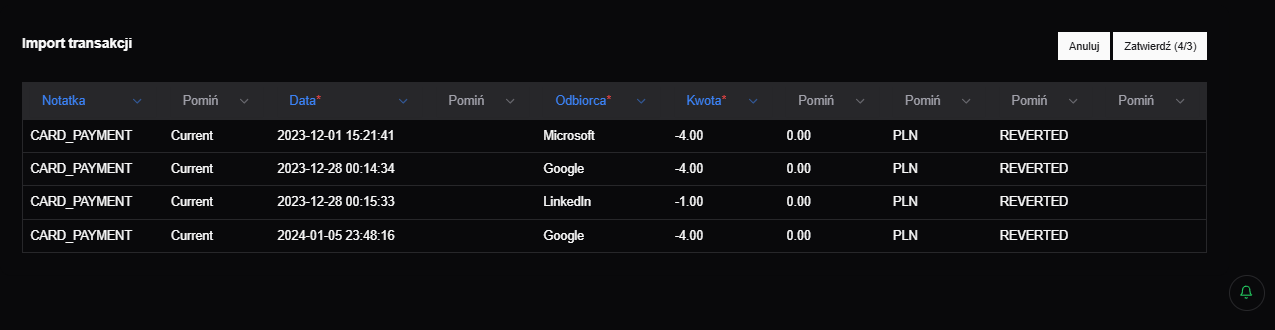 Import transakcji
Anuluj Zatwierdź (4/3)
Notatka Pomiń Data* Pomiń Odbiorca* Kwota* Pomiń Pomiń Pomiń Pomiń
CARD_PAYMENT Current 2023-12-01 15:21:41 Microsoft -4.00 0.00 PLN REVERTED
CARD_PAYMENT Current 2023-12-28 00:14:34 Google -4.00 0.00 PLN REVERTED
CARD_PAYMENT Current 2023-12-28 00:15:33 LinkedIn -1.00 0.00 PLN REVERTED
CARD_PAYMENT Current 2024-01-05 23:48:16 Google -4.00 0.00 PLN REVERTED